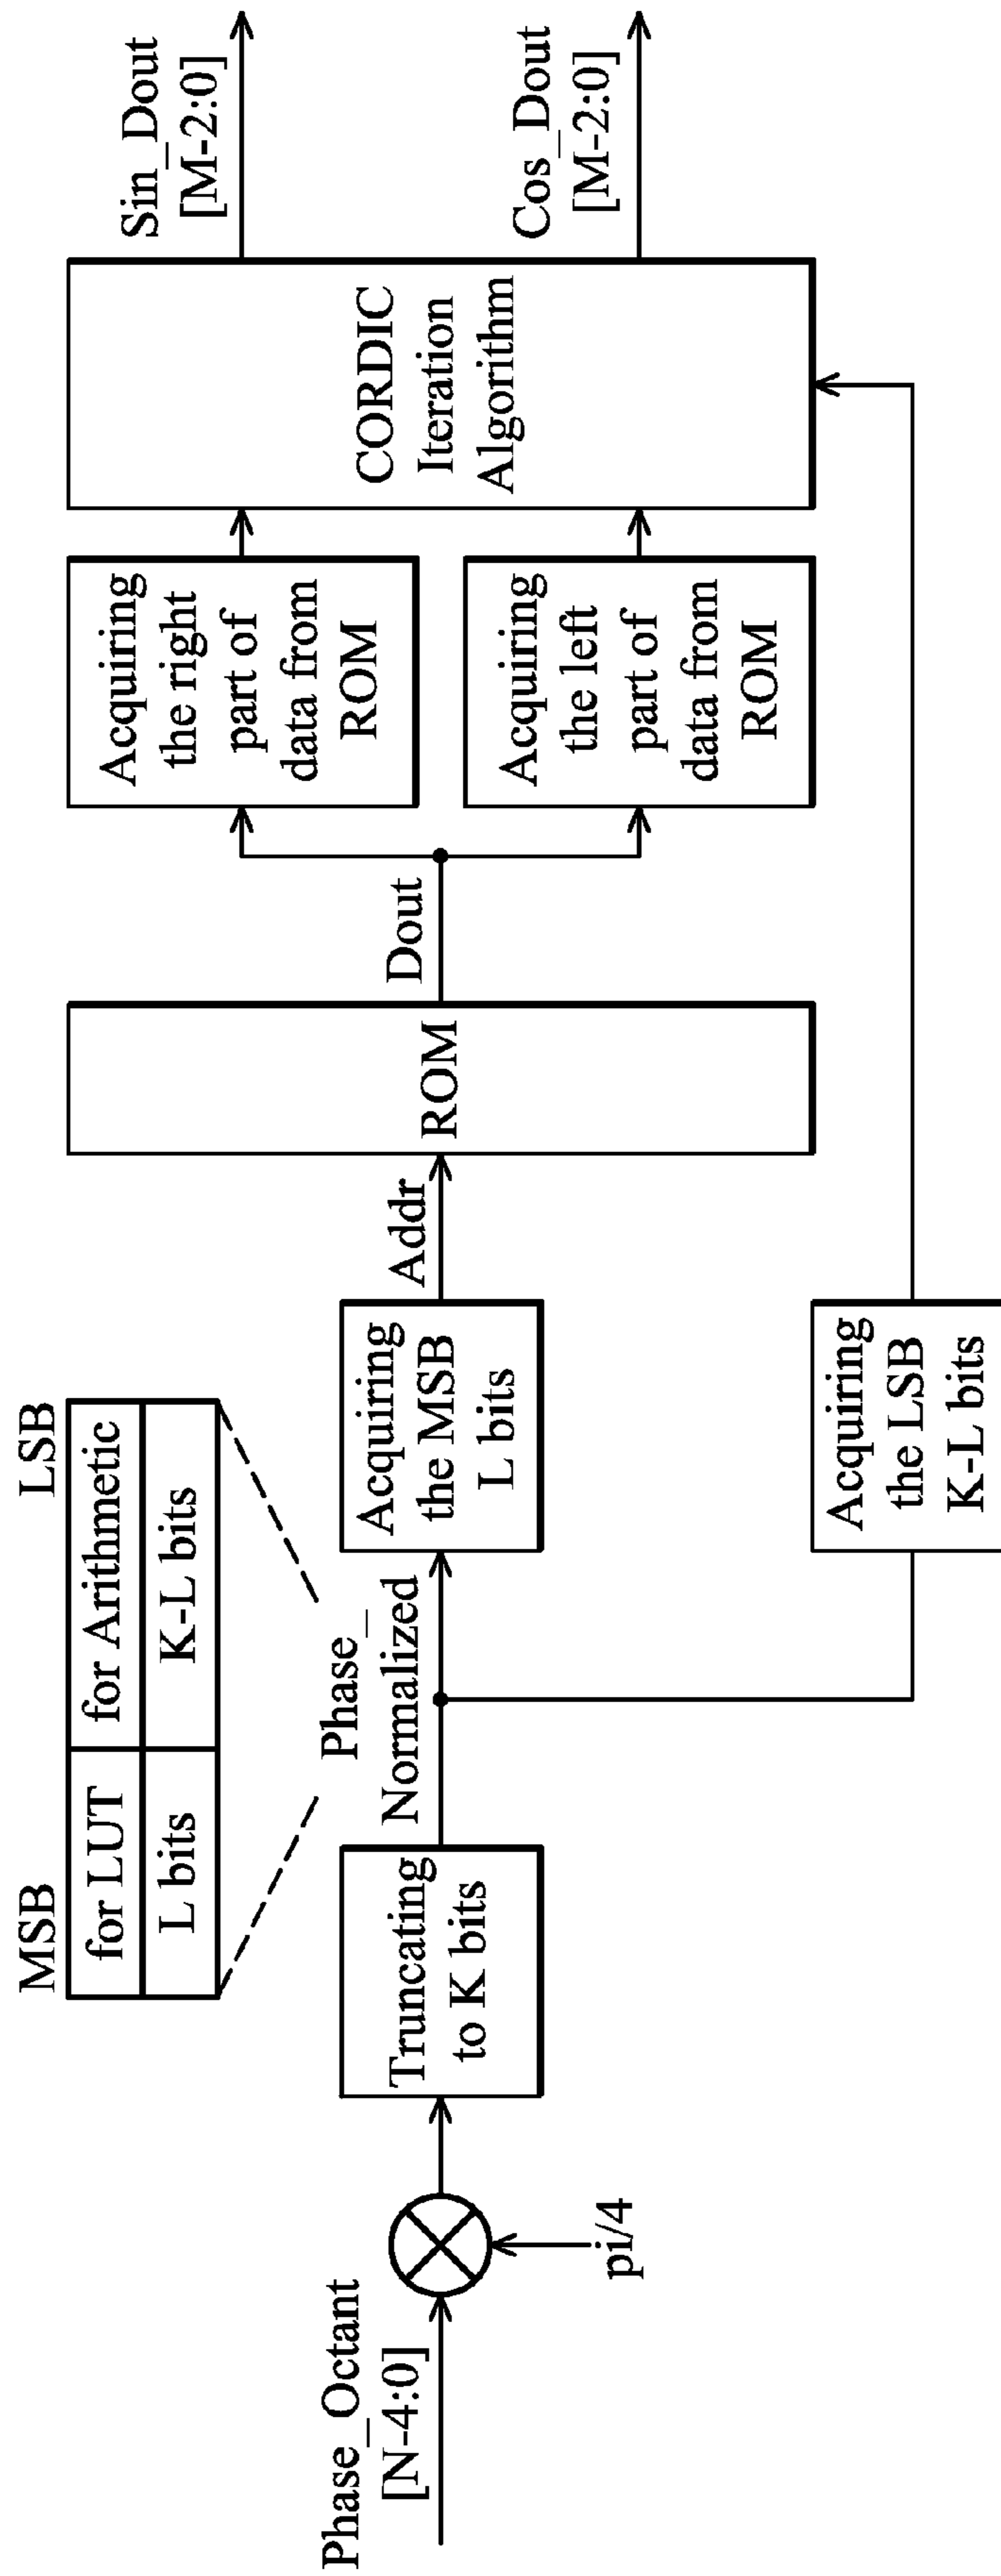 Phase_Octant
[N-4:0]
pi/4
Truncating
to K bits
MSB
LSB
for LUT
for Arithmetic
L bits
K-L bits
Phase_
Normalized
Acquiring
the MSB
L bits
Acquiring
the LSB
K-L bits
Addr
ROM
Dout
Acquiring
the right
part of
data from
ROM
Acquiring
the left
part of
data from
ROM
CORDIC
Iteration
Algorithm
Sin_Dout
[M-2:0]
Cos_Dout
[M-2:0]